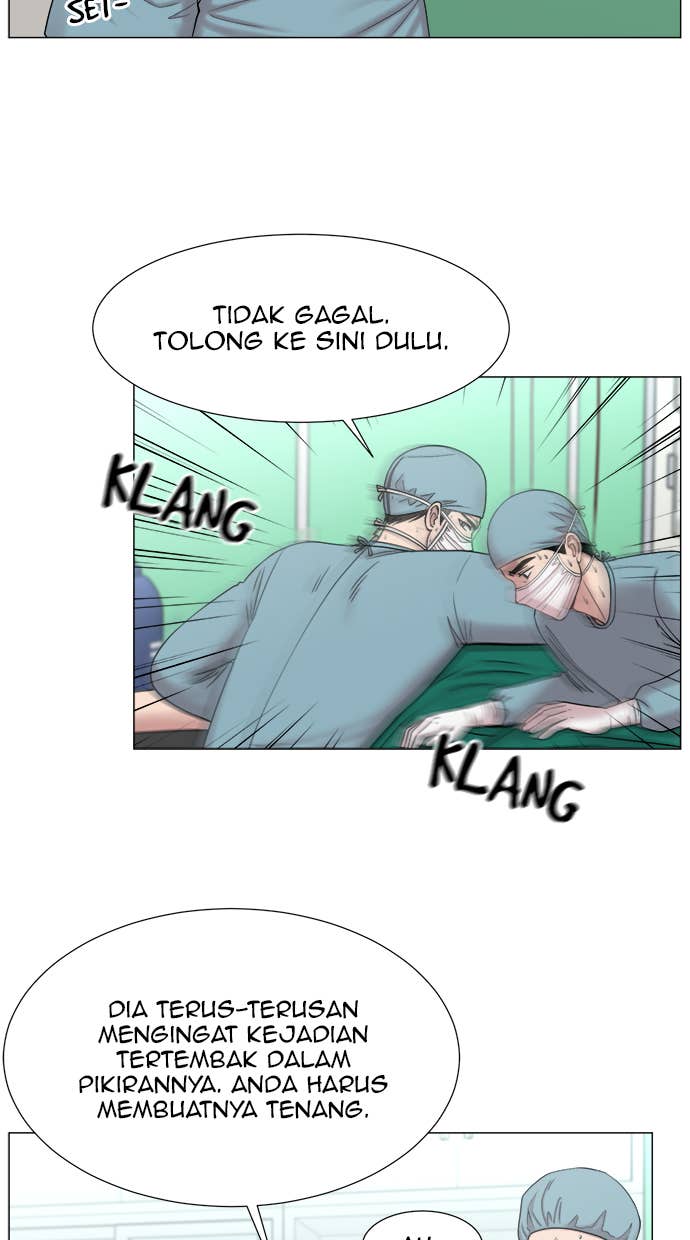 SET-
TIDAK GAGAL.
TOLONG KE SINI DULU.
KLANG
KLANG
DIA TERUS-TERUSAN
MENGINGAT KEJADIAN
TERTEMBAK DALAM
PIKIRANNYA. ANDA HARUS
MEMBUATNYA TENANG.